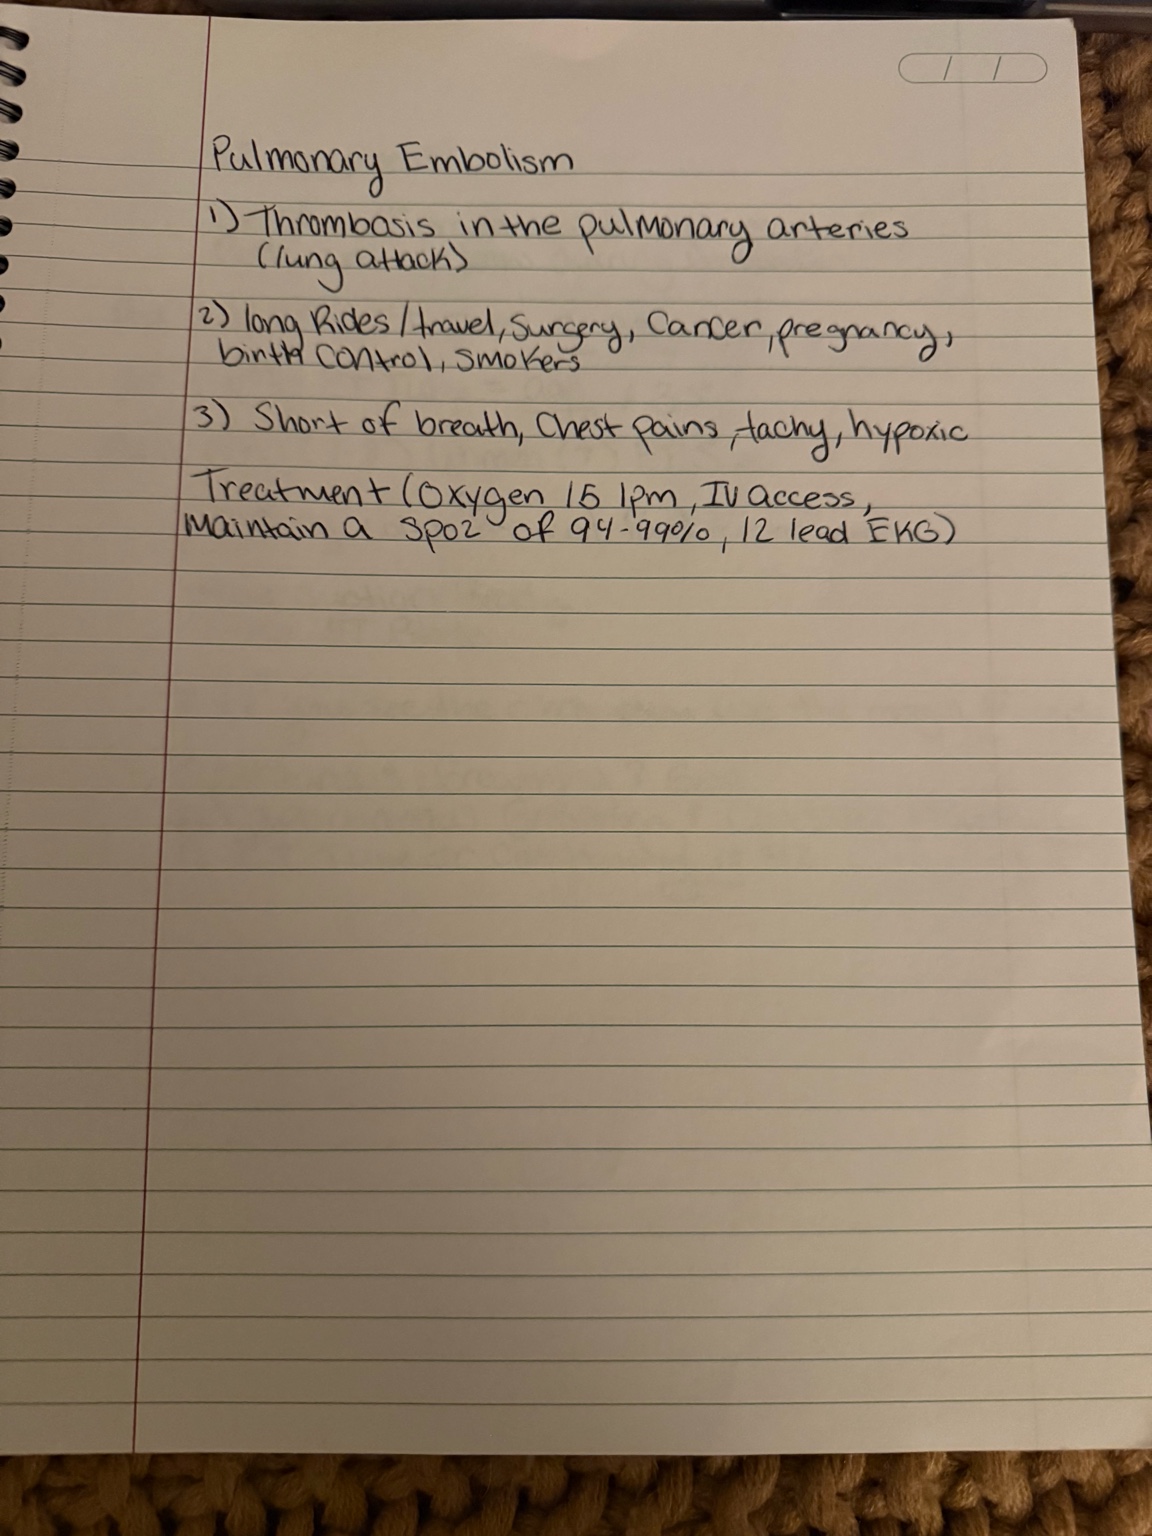 Pulmonary Embolism
1) Thrombasis in the pulmonary arteries
(lung attack)
2) long Rides/travel, Surgery, Cancer, pregnancy,
birth control, smokers
3) Short of breath, Chest pains, tachy, hypoxic
Treatment (Oxygen 15 lpm, IV access,
Maintain a spo2 of 94-99%, 12 lead EKG)